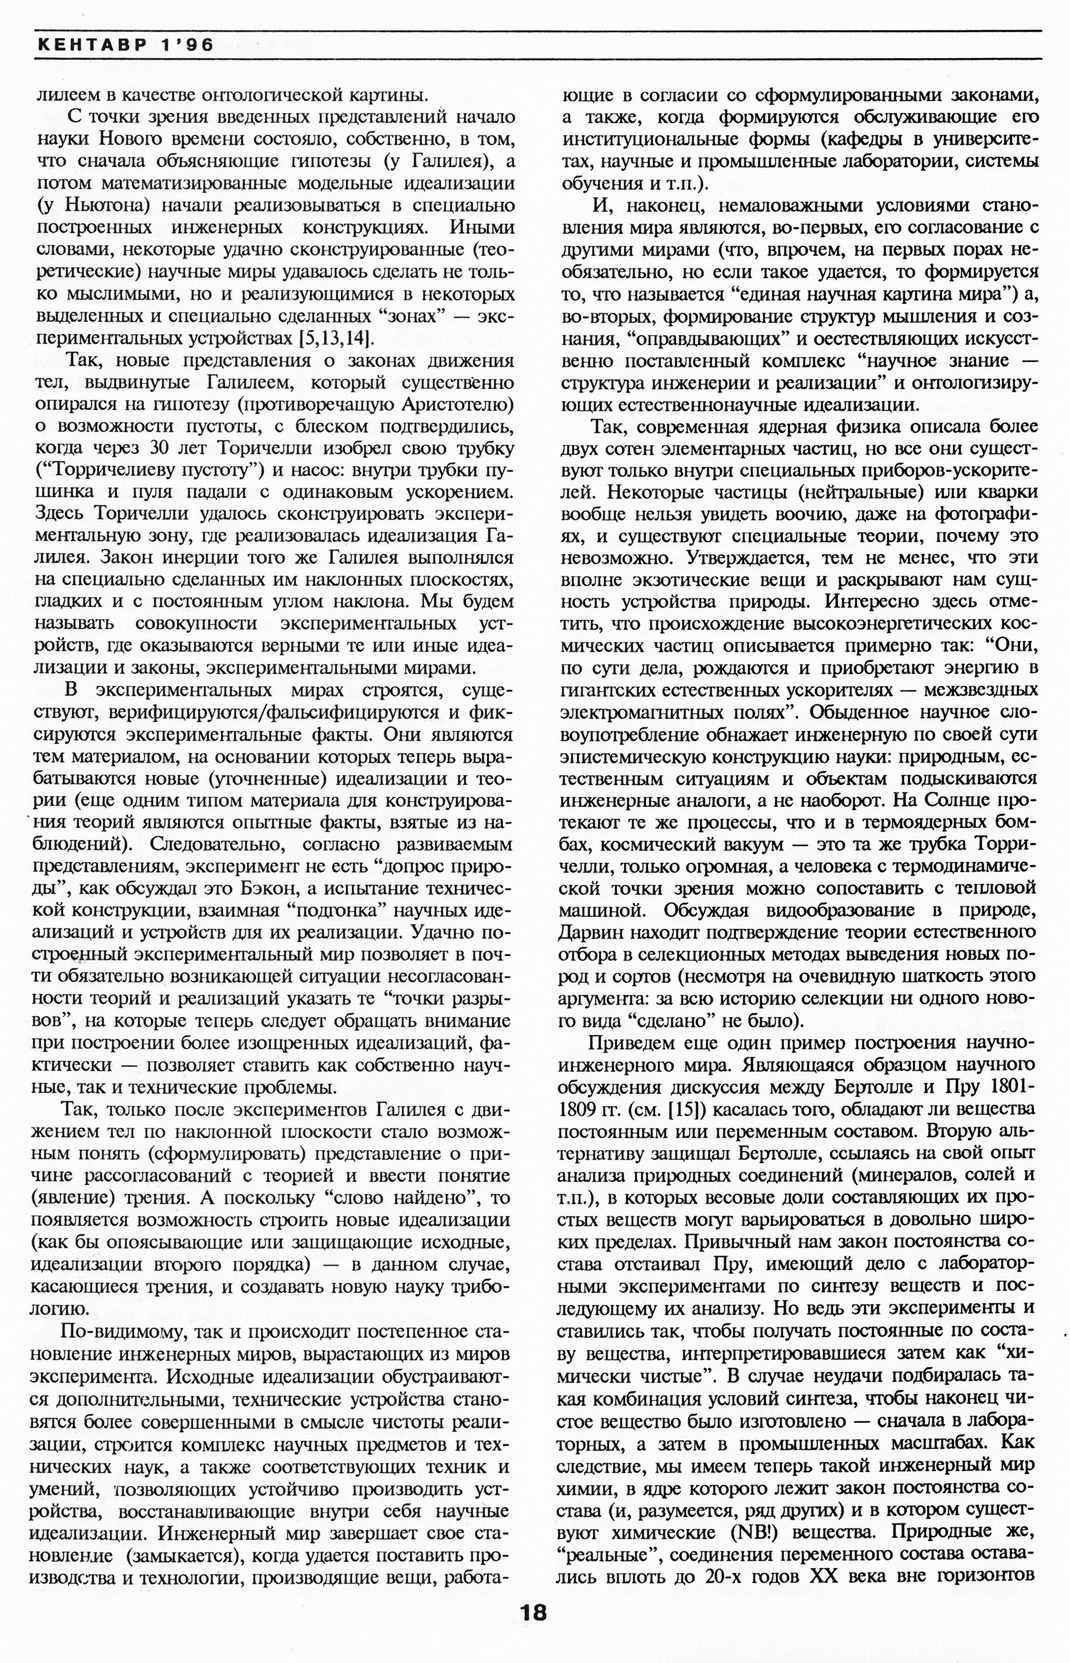 КЕНТАВР 1'96
лилеем в качестве онтологической картины.
С точки зрения введенных представлений начало
науки Нового времени состояло, собственно, в том,
что сначала объясняющие гипотезы (у Галилея), а
потом математизированные модельные идеализации
(у Ньютона) начали реализовываться в специально
построенных инженерных конструкциях. Иными
словами, некоторые удачно сконструированные (тео-
ретические) научные миры удавалось сделать не толь-
ко мыслимыми, но и реализующимися в некоторых
выделенных и специально сделанных “зонах” — экс-
периментальных устройствах [5,13,14].
Так, новые представления о законах движения
тел, выдвинутые Галилеем, который существенно
опирался на гипотезу (противоречащую Аристотелю)
о возможности пустоты, с блеском подтвердились,
когда через 30 лет Торичелли изобрел свою трубку
(“Торричелиеву пустоту”) и насос: внутри трубки пу-
шинка и пуля падали с одинаковым ускорением.
Здесь Торичелли удалось сконструировать экспери-
ментальную зону, где реализовалась идеализация Га-
лилея. Закон инерции того же Галилея выполнялся
на специально сделанных им наклонных плоскостях,
гладких и с постоянным углом наклона. Мы будем
называть совокупности экспериментальных уст-
ройств, где оказываются верными те или иные идеа-
лизации и законы, экспериментальными мирами.
В экспериментальных мирах строятся, суще-
ствуют, верифицируются/фальсифицируются и фик-
сируются экспериментальные факты. Они являются
тем материалом, на основании которых теперь выра-
батываются новые (уточненные) идеализации и тео-
рии (еще одним типом материала для конструирова-
ния теорий являются опытные факты, взятые из на-
блюдений). Следовательно, согласно развиваемым
представлениям, эксперимент не есть “допрос приро-
ды”, как обсуждал это Бэкон, а испытание техничес-
кой конструкции, взаимная “подгонка” научных иде-
ализаций и устройств для их реализации. Удачно по-
строенный экспериментальный мир позволяет в поч-
ти обязательно возникающей ситуации несогласован-
ности теорий и реализаций указать те “точки разры-
вов”, на которые теперь следует обращать внимание
при построении более изощренных идеализаций, фа-
ктически — позволяет ставить как собственно науч-
ные, так и технические проблемы.
Так, только после экспериментов Галилея с дви-
жением тел по наклонной плоскости стало возмож-
ным понять (сформулировать) представление о при-
чине рассогласований с теорией и ввести понятие
(явление) трения. А поскольку “слово найдено”, то
появляется возможность строить новые идеализации
(как бы опоясывающие или защищающие исходные,
идеализации второго порядка) — в данном случае,
касающиеся трения, и создавать новую науку трибо-
логию.
По-видимому, так и происходит постепенное ста-
новление инженерных миров, вырастающих из миров
эксперимента. Исходные идеализации обустраивают-
ся дополнительными, технические устройства стано-
вятся более совершенными в смысле чистоты реали-
зации, строится комплекс научных предметов и тех-
нических наук, а также соответствующих техник и
умений, позволяющих устойчиво производить уст-
ройства, восстанавливающие внутри себя научные
идеализации. Инженерный мир завершает свое ста-
новление (замыкается), когда удается поставить про-
изводства и технологии, производящие вещи, работа-
ющие в согласии со сформулированными законами,
а также, когда формируются обслуживающие его
институциональные формы (кафедры в университе-
тах, научные и промышленные лаборатории, системы
обучения и т.п.).
И, наконец, немаловажными условиями стано-
вления мира являются, во-первых, его согласование с
другими мирами (что, впрочем, на первых порах не-
обязательно, но если такое удается, то формируется
то, что называется “единая научная картина мира”) а,
во-вторых, формирование структур мышления и соз-
нания, “оправдывающих” и оестествляющих искусст-
венно поставленный комплекс “научное знание —
структура инженерии и реализации” и онтологизиру-
ющих естественнонаучные идеализации.
Так, современная ядерная физика описала более
двух сотен элементарных частиц, но все они сущест-
вуют только внутри специальных приборов-ускорите-
лей. Некоторые частицы (нейтральные) или кварки
вообще нельзя увидеть воочию, даже на фотографи-
ях, и существуют специальные теории, почему это
невозможно. Утверждается, тем не менее, что эти
вполне экзотические вещи и раскрывают нам сущ-
ность устройства природы. Интересно здесь отме-
тить, что происхождение высокоэнергетических кос-
мических частиц описывается примерно так: “Они,
по сути дела, рождаются и приобретают энергию в
гигантских естественных ускорителях — межзвездных
электромагнитных полях”. Обыденное научное сло-
воупотребление обнажает инженерную по своей сути
эпистемическую конструкцию науки: природным, ес-
тественным ситуациям и объектам подыскиваются
инженерные аналоги, а не наоборот. На Солнце про-
текают те же процессы, что и в термоядерных бом-
бах, космический вакуум — это та же трубка Торри-
челли, только огромная, а человека с термодинамиче-
ской точки зрения можно сопоставить с тепловой
машиной. Обсуждая видообразование в природе,
Дарвин находит подтверждение теории естественного
отбора в селекционных методах выведения новых по-
род и сортов (несмотря на очевидную шаткость этого
аргумента: за всю историю селекции ни одного ново-
го вида “сделано” не было).
Приведем еще один пример построения научно-
инженерного мира. Являющаяся образцом научного
обсуждения дискуссия между Бертолле и Пру 1801-
1809 гг. (см. [15]) касалась того, обладают ли вещества
постоянным или переменным составом. Вторую аль-
тернативу защищал Бертолле, ссылаясь на свой опыт
анализа природных соединений (минералов, солей и
т.п.), в которых весовые доли составляющих их про-
стых веществ могут варьироваться в довольно широ-
ких пределах. Привычный нам закон постоянства со-
става отстаивал Пру, имеющий дело с лаборатор-
ными экспериментами по синтезу веществ и пос-
ледующему их анализу. Но ведь эти эксперименты и
ставились так, чтобы получать постоянные по соста-
ву вещества, интерпретировавшиеся затем как “хи-
мически чистые”. В случае неудачи подбиралась та-
кая комбинация условий синтеза, чтобы наконец чи-
стое вещество было изготовлено — сначала в лабора-
торных, а затем в промышленных масштабах. Как
следствие, мы имеем теперь такой инженерный мир
химии, в ядре которого лежит закон постоянства со-
става (и, разумеется, ряд других) и в котором сущест-
вуют химические (NB!) вещества. Природные же,
“реальные”, соединения переменного состава остава-
лись вплоть до 20-х годов XX века вне горизонтов
18